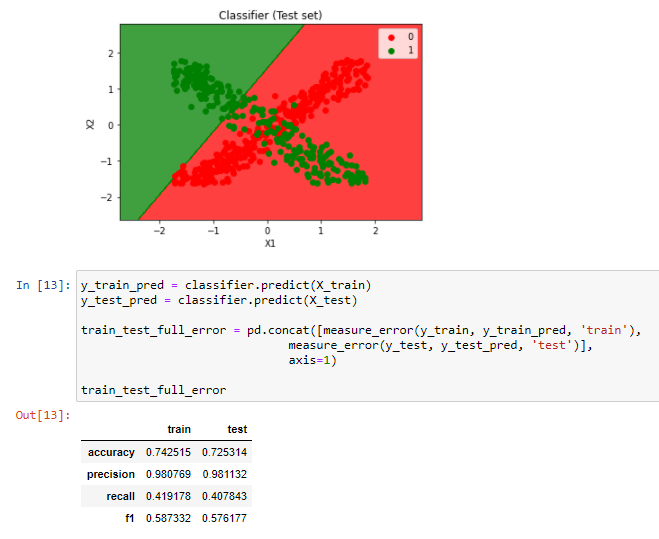 Classifier (Test set)
0
1
2
1
0
−1
−2
X2
−2
−1
0
1
2
X1
In [13]:
y_train_pred = classifier.predict(X_train)
y_test_pred = classifier.predict(X_test)
train_test_full_error = pd.concat([measure_error(y_train, y_train_pred, 'train'),
measure_error(y_test, y_test_pred, 'test')],
axis=1)
train_test_full_error
Out[13]:
train test
accuracy 0.742515 0.725314
precision 0.980769 0.981132
recall 0.419178 0.407843
f1 0.587332 0.576177